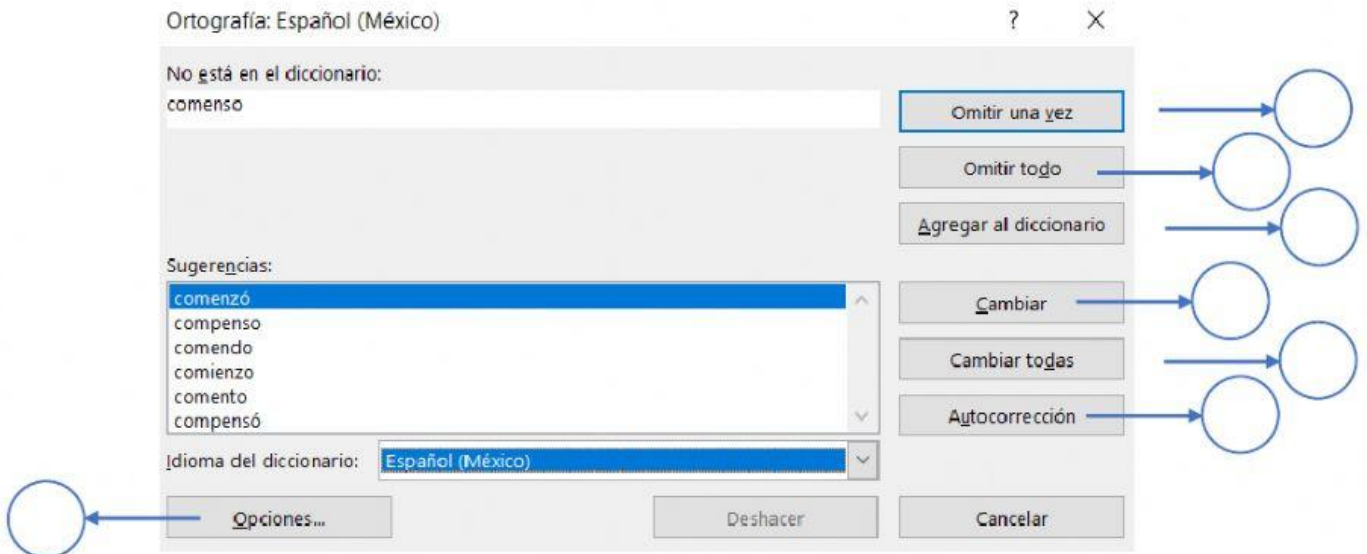 Ortografía: Español (México)
?
No está en el diccionario:
comenso
Omitir una vez
Omitir todo
Agregar al diccionario
Sugerencias:
comenzó
compenso
comendo
comienzo
comento
compensó
Cambiar
Cambiar todas
Autocorrección
Idioma del diccionario: Español (México)
Opciones... Deshacer Cancelar